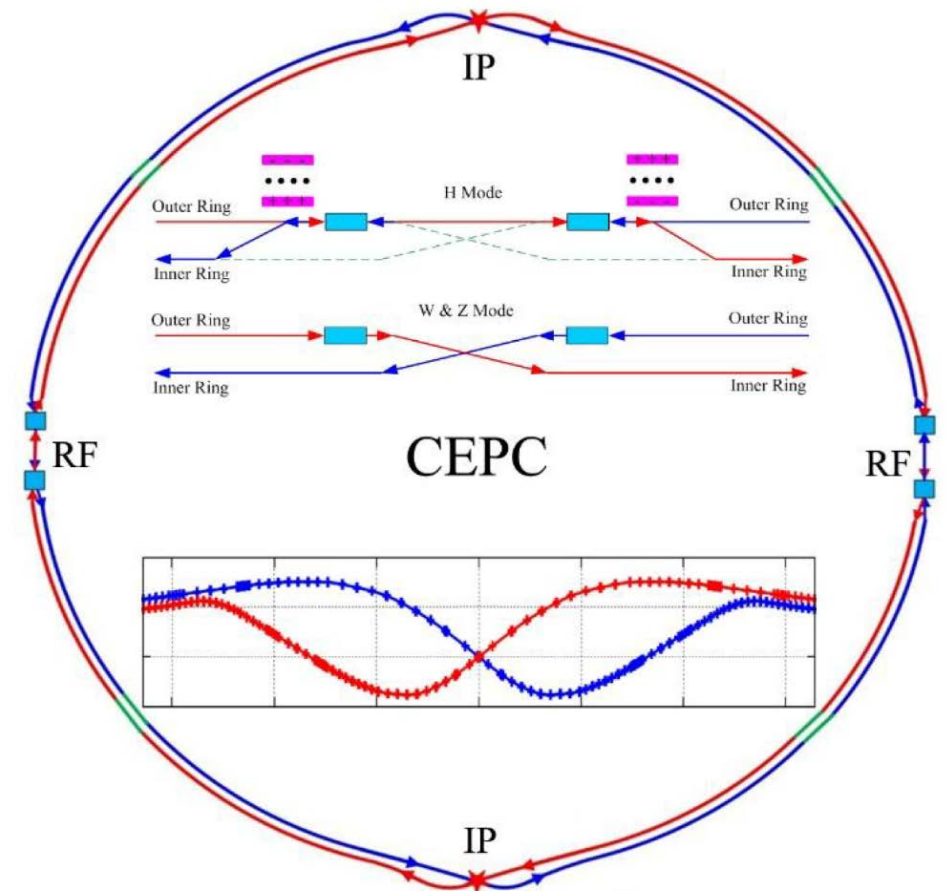 IP
H Mode
Outer Ring
Outer Ring
Inner Ring
Inner Ring
W & Z Mode
Outer Ring
Outer Ring
Inner Ring
Inner Ring
RF
CEPC
RF
IP